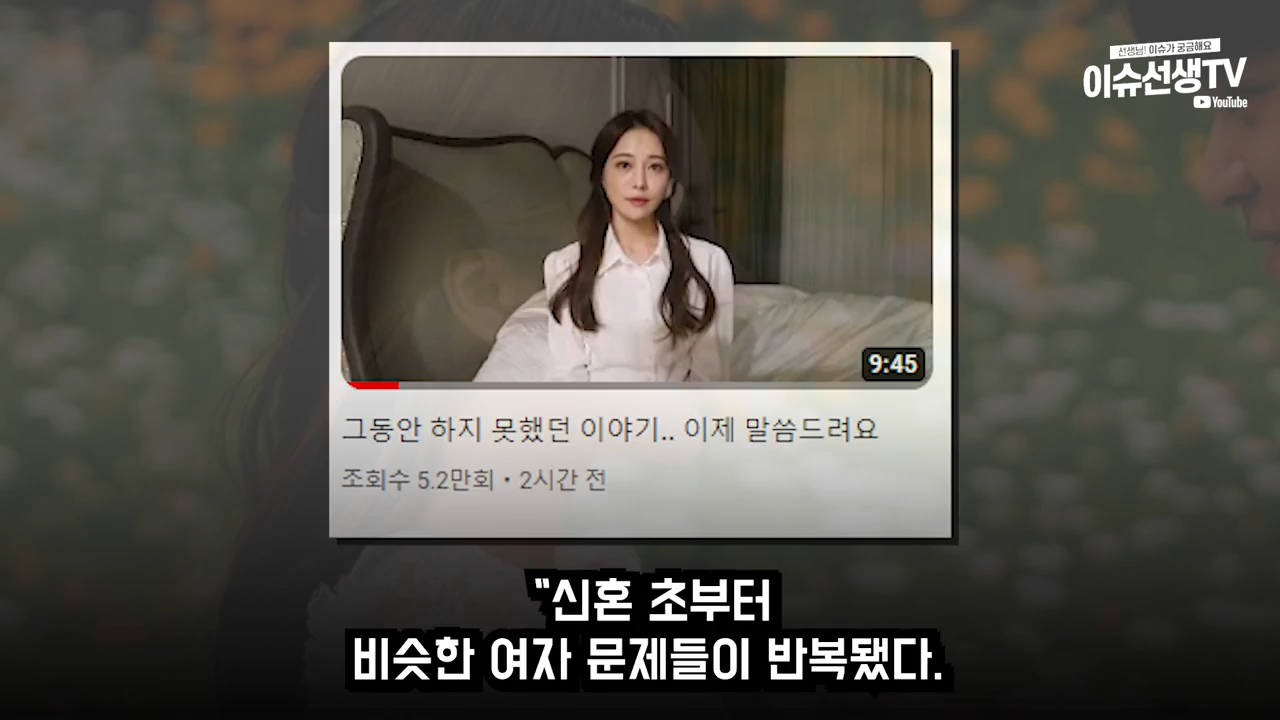 선생님! 이슈가 궁금해요
이슈선생TV
YouTube
9:45
그동안 하지 못했던 이야기.. 이제 말씀드려요
조회수 5.2만회 • 2시간 전
"신혼 초부터
비슷한 여자 문제들이 반복됐다.